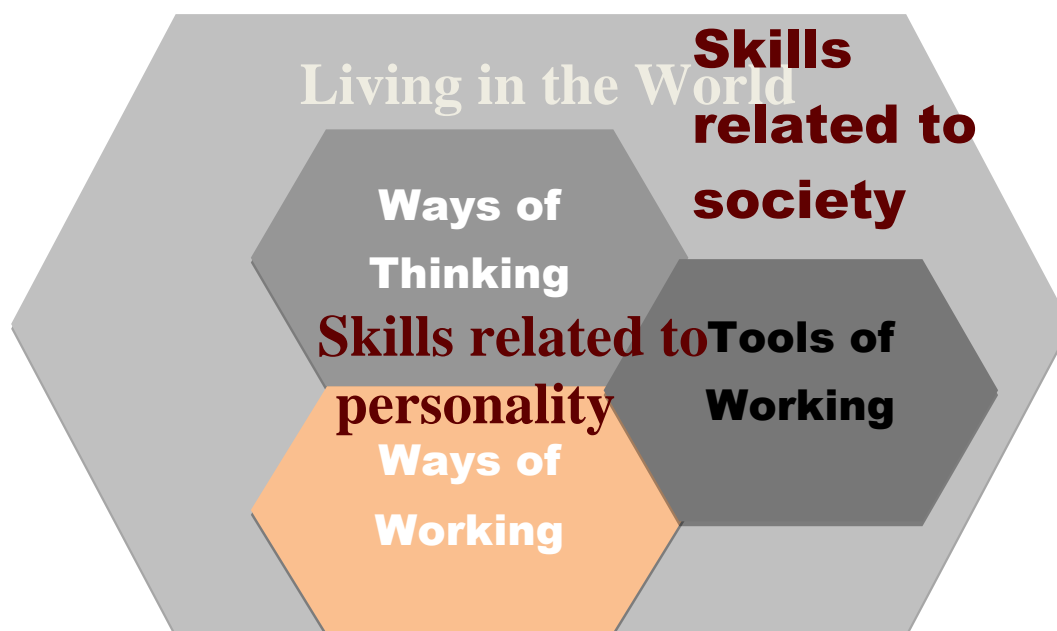 Living in the World
Skills
related to
society
Ways of
Thinking
Skills related to
personality
Tools of
Working
Ways of
Working